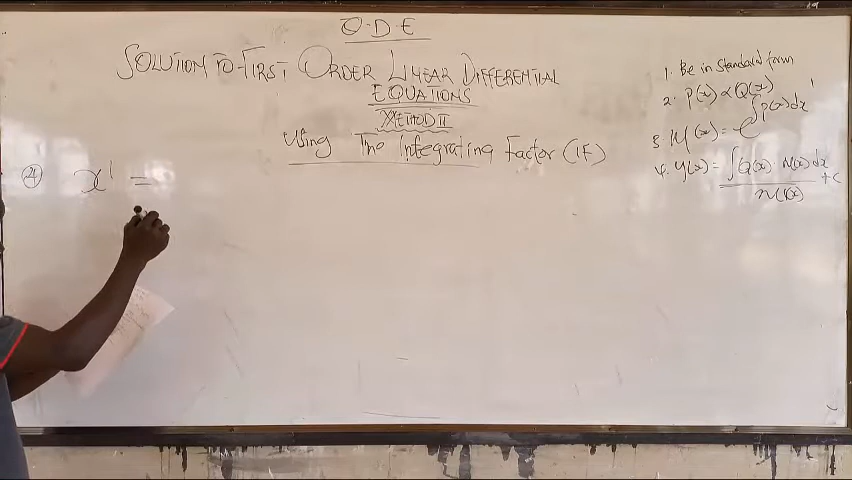 O.D.E
SOLUTION TO FIRST ORDER LINEAR DIFFERENTIAL
EQUATIONS
METHOD II
Using The Integrating Factor (IF)
④ x' =
1. Be in Standard form
2. P(x) & Q(x)
3. μ(x) = e^∫P(x)dx
4. y(x) = ∫Q(x) μ(x)dx + C
μ(x)